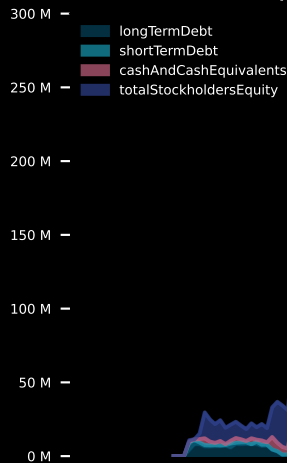 300 M
longTermDebt
shortTermDebt
cashAndCashEquivalents
totalStockholdersEquity
250 M
200 M
150 M
100 M
50 M
0 M